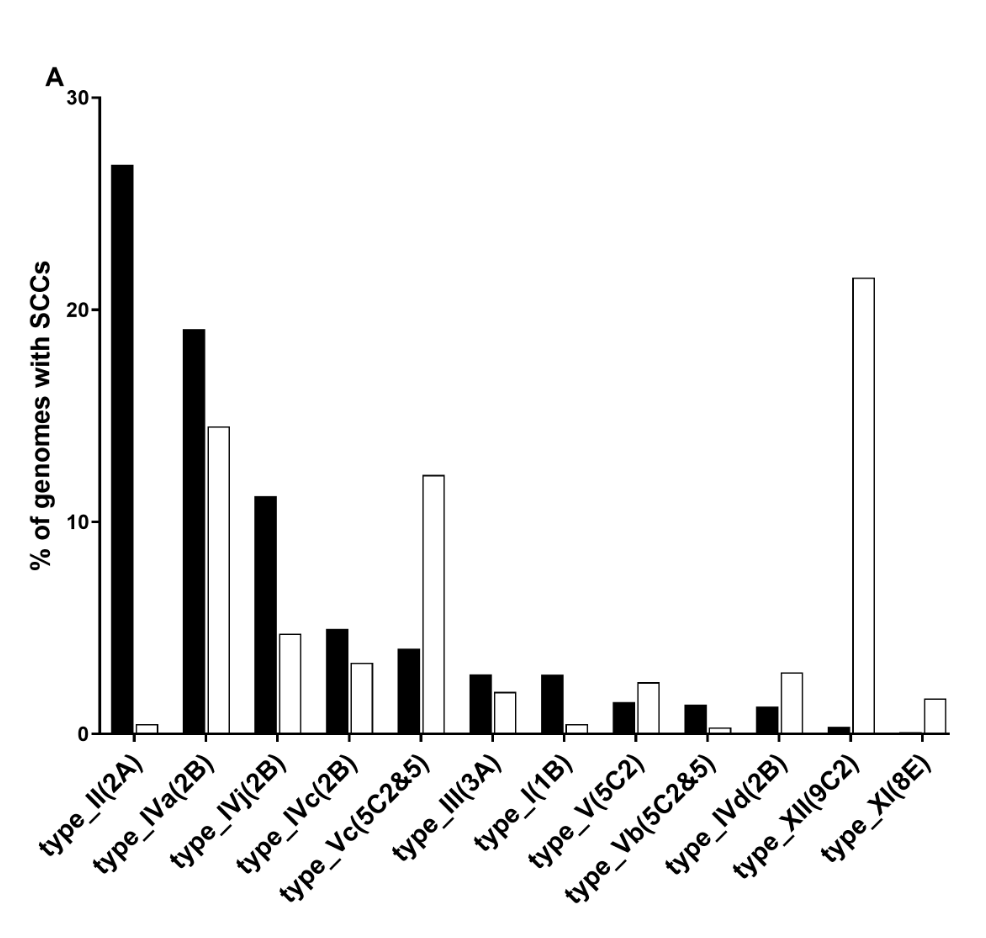 A
30
20
10
0
% of genomes with SCCs
type_II(2A)
type_IVa(2B)
type_IVj(2B)
type_IVc(2B)
type_Vc(5C2&5)
type_III(3A)
type_I(1B)
type_V(5C2)
type_Vb(5C2&5)
type_IVd(2B)
type_XII(9C2)
type_XI(8E)